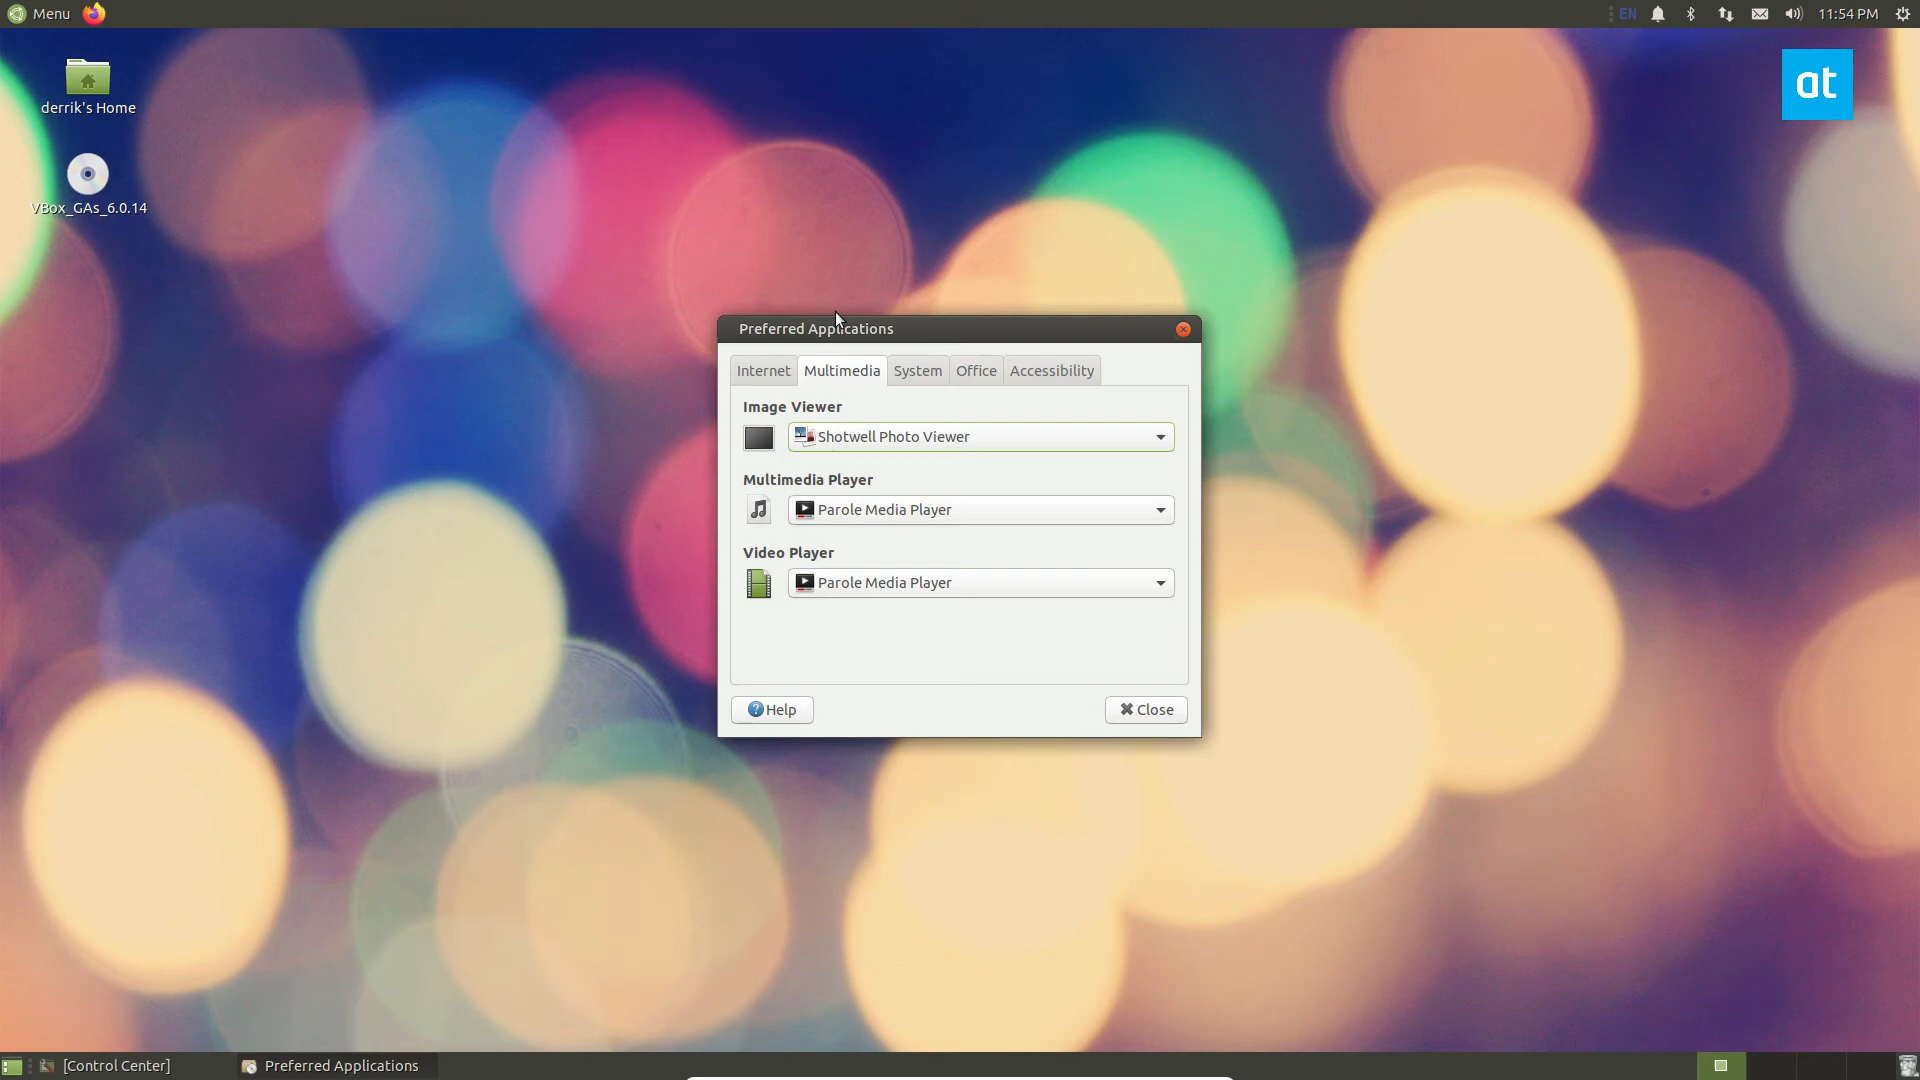 Menu
EN
11:54 PM
at
derrik's Home
VBox_GAs_6.0.14
Preferred Applications
Internet Multimedia System Office Accessibility
Image Viewer
Shotwell Photo Viewer
Multimedia Player
Parole Media Player
Video Player
Parole Media Player
Help
Close
[Control Center]
Preferred Applications